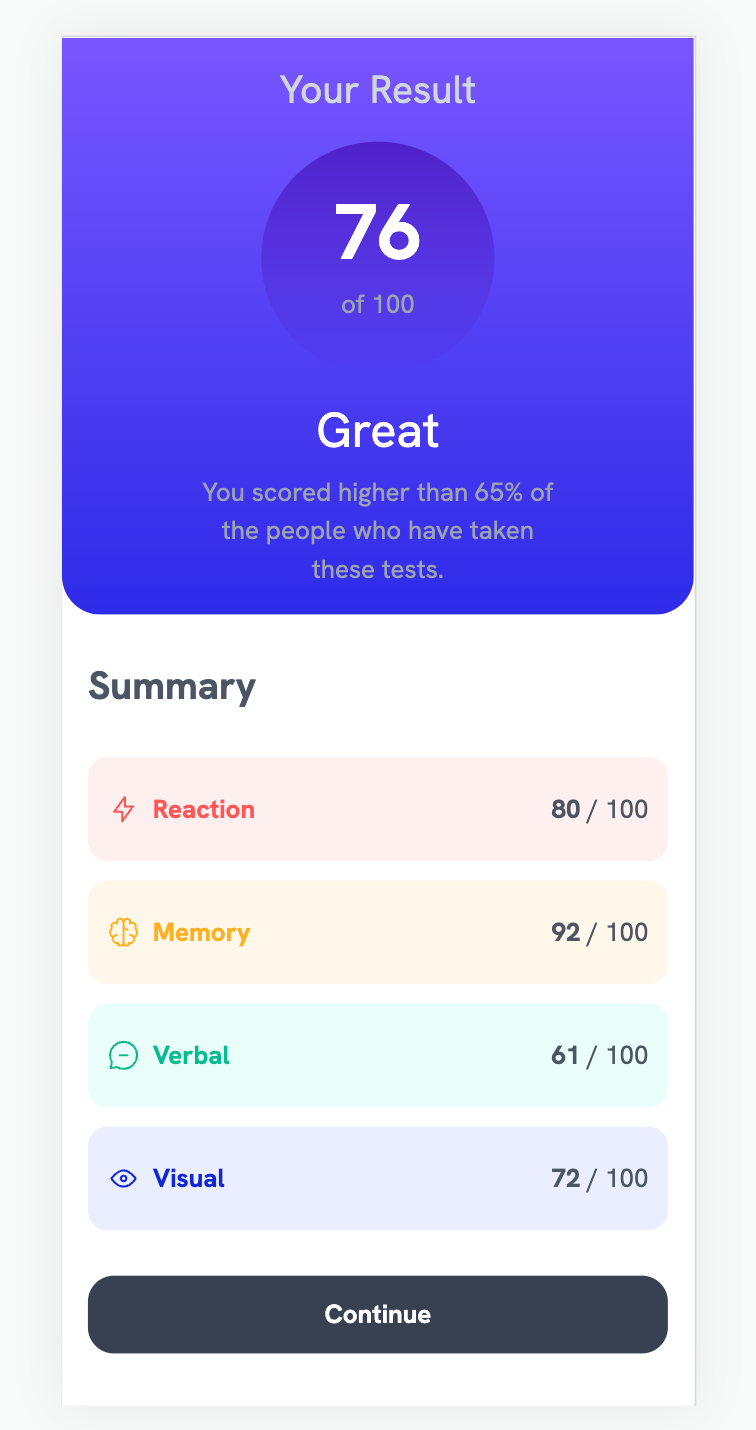 Your Result
76
of 100
Great
You scored higher than 65% of
the people who have taken
these tests.
Summary
Reaction 80 / 100
Memory 92 / 100
Verbal 61 / 100
Visual 72 / 100
Continue